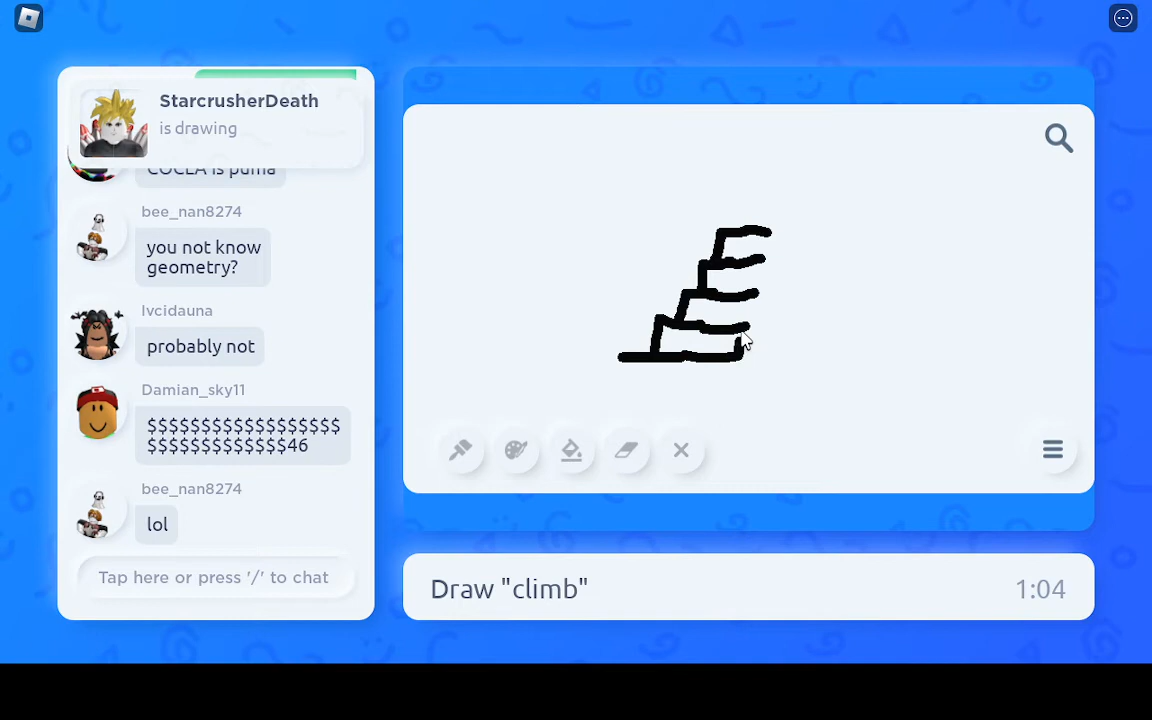 StarcrusherDeath
is drawing
COCLA is puma
bee_nan8274
you not know
geometry?
Ivcidauna
probably not
Damian_sky11
$$$$$$$$$$$$$$$$$$
$$$$$$$$$$$$$46
bee_nan8274
lol
Tap here or press '/' to chat
Draw "climb"
1:04